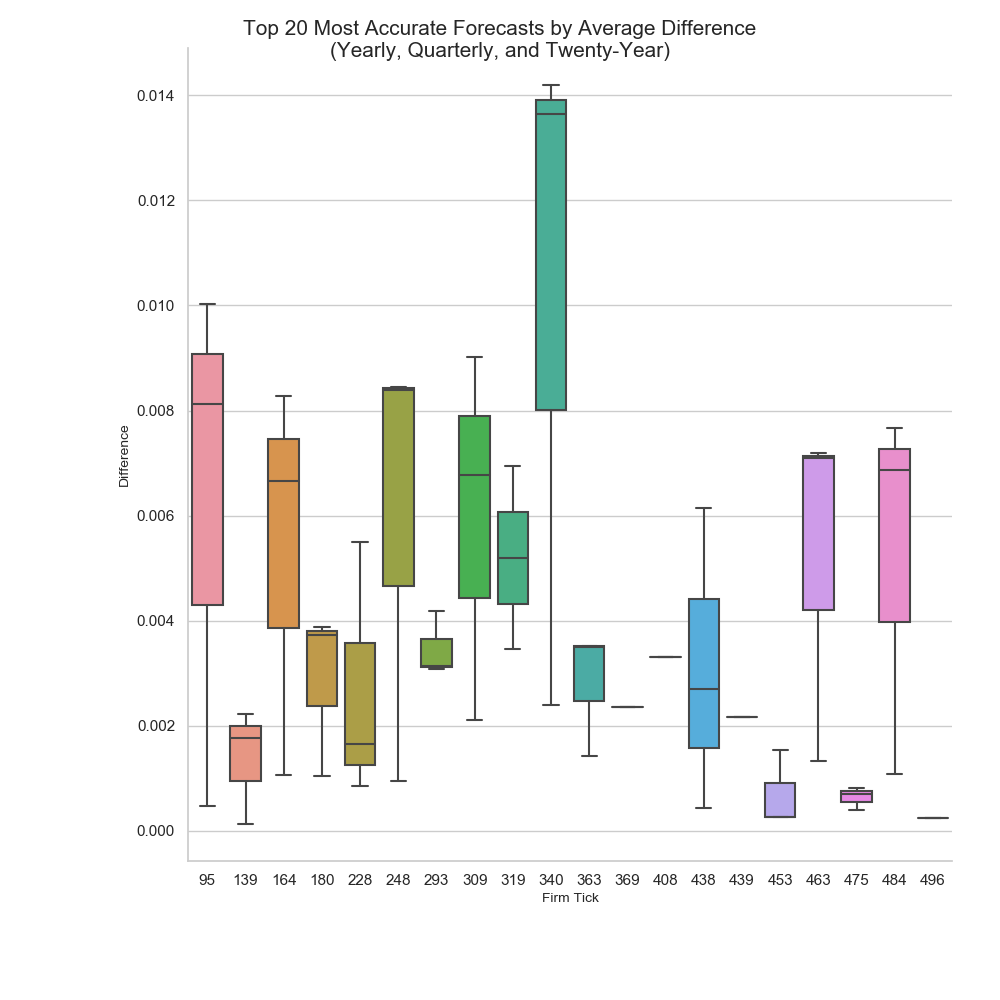 Top 20 Most Accurate Forecasts by Average Difference
(Yearly, Quarterly, and Twenty-Year)
0.014
0.012
0.010
0.008
0.006
0.004
0.002
0.000
Difference
95 139 164 180 228 248 293 309 319 340 363 369 408 438 439 453 463 475 484 496
Firm Tick